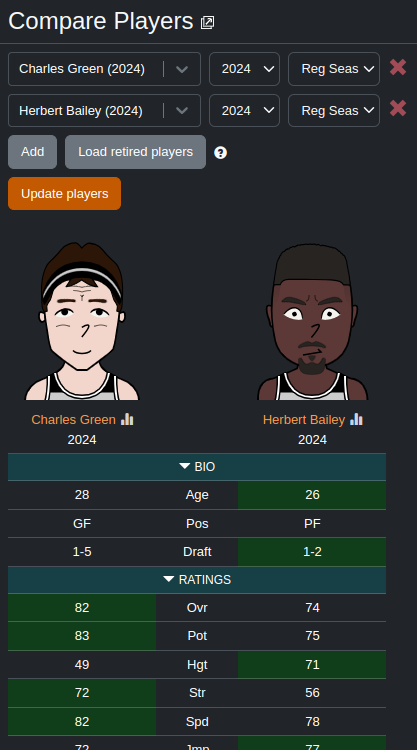 Compare Players
Charles Green (2024) 2024 Reg Seas
Herbert Bailey (2024) 2024 Reg Seas
Add Load retired players ?
Update players
Charles Green Herbert Bailey
2024 2024
BIO
28 Age 26
GF Pos PF
1-5 Draft 1-2
RATINGS
82 Ovr 74
83 Pot 75
49 Hgt 71
72 Str 56
82 Spd 78
72 Jmp 77